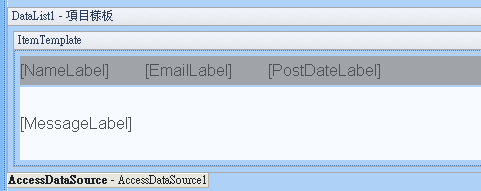 DataList1 - 項目樣板
ItemTemplate
[NameLabel] [EmailLabel] [PostDateLabel]
[MessageLabel]
AccessDataSource - AccessDataSource1